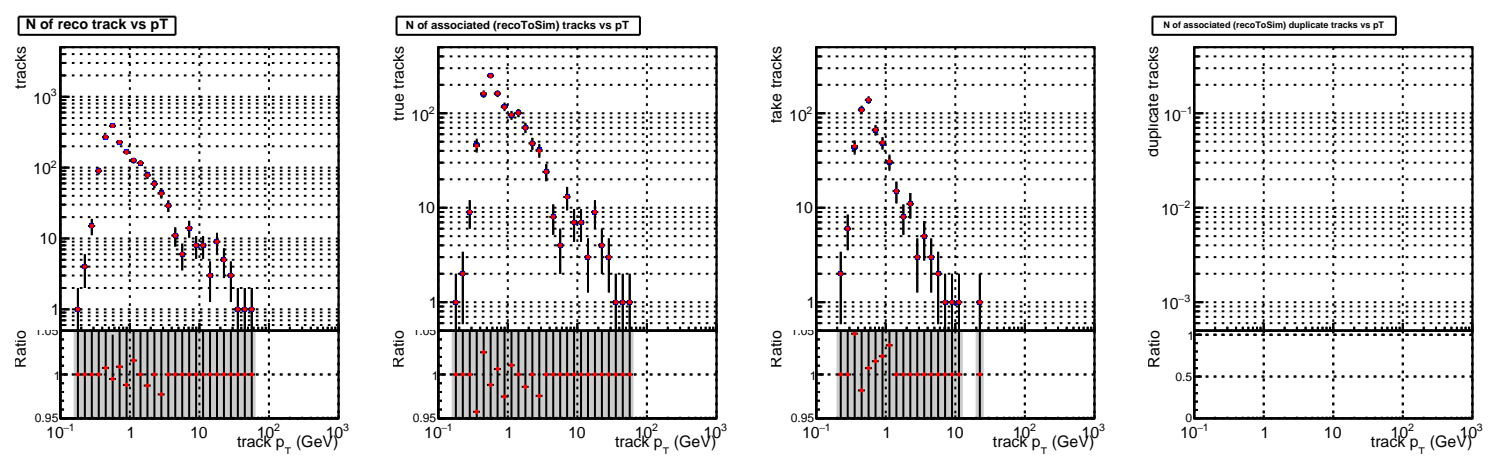 N of reco track vs pT
tracks
10³
10²
10
1
1.05
Ratio
1
0.95
10⁻¹ 1 10 10² 10³
track p_T (GeV)
N of associated (recoToSim) tracks vs pT
true tracks
10²
10
1
1.05
Ratio
1
0.95
10⁻¹ 1 10 10² 10³
track p_T (GeV)
fake tracks
10²
10
1
1.05
Ratio
1
0.95
10⁻¹ 1 10 10² 10³
track p_T (GeV)
N of associated (recoToSim) duplicate tracks vs pT
duplicate tracks
10⁻¹
10⁻²
10⁻³
Ratio
1
0.5
0
10⁻¹ 1 10 10² 10³
track p_T (GeV)